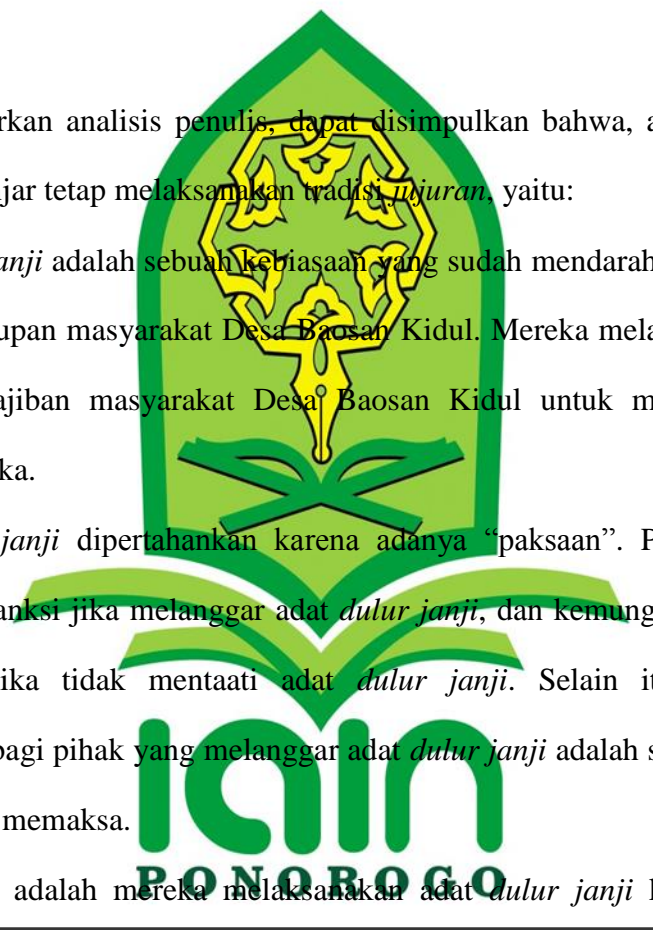 rkan analisis penulis, dapat disimpulkan bahwa, a
jar tetap melaksanakan tradisi jujuran, yaitu:
anji adalah sebuah kebiasaan yang sudah mendarah
upan masyarakat Desa Baosan Kidul. Mereka mela
ajiban masyarakat Desa Baosan Kidul untuk m
ka.
janji dipertahankan karena adanya “paksaan”. P
anksi jika melanggar adat dulur janji, dan kemung
ika tidak mentaati adat dulur janji. Selain it
bagi pihak yang melanggar adat dulur janji adalah s
memaksa.
adalah mereka melaksanakan adat dulur janji
iain
PONOROGO